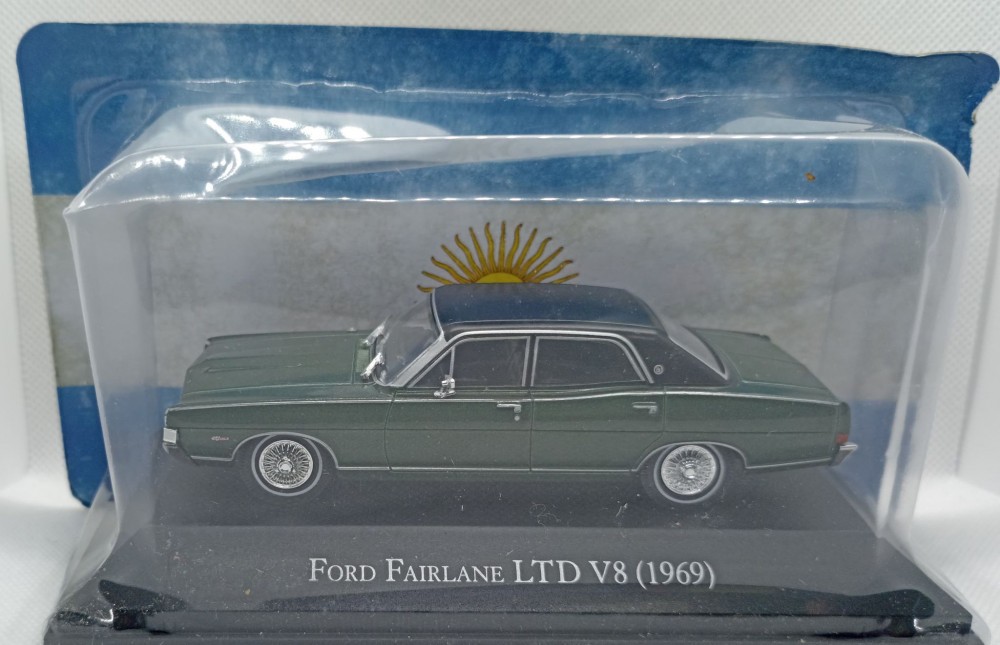 FORD FAIRLANE LTD V8 (1969)